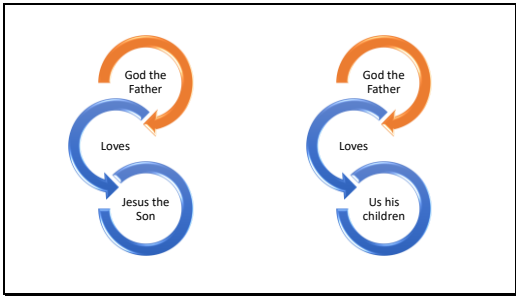 God the
Father
Loves
Jesus the
Son
God the
Father
Loves
Us his
children